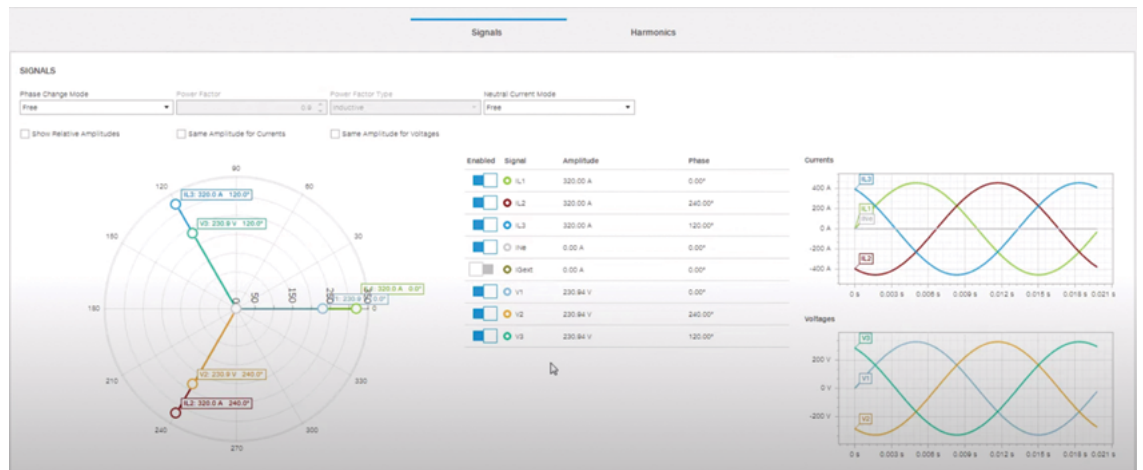 Signals Harmonics
SIGNALS
Phase Change Mode Power Factor Power Factor Type Neutral Current Mode
Free 0.8 Inductive Free
Show Relative Amplitudes Same Amplitude for Currents Same Amplitude for Voltages
Enabled Signal Amplitude Phase
IL1 320.00 A 0.00°
IL2 320.00 A 240.00°
IL3 320.00 A 120.00°
INe 0.00 A 0.00°
IGext 0.00 A 0.00°
V1 230.94 V 0.00°
V2 230.94 V 240.00°
V3 230.94 V 120.00°
90
120 60
IL3: 320.0 A 120.0°
V3: 230.9 V 120.0°
150 30
0 50 150 250 350
320.0 A 0.0°
180 0
V2: 230.9 V 240.0°
210 330
IL2: 320.0 A 240.0°
240 300
270
Currents
IL3
400 A
IL1
200 A
INe
0 A
-200 A
IL2
-400 A
0 s 0.003 s 0.006 s 0.009 s 0.012 s 0.015 s 0.018 s 0.021 s
Voltages
V3
200 V
V1
0 V
V2
-200 V
0 s 0.003 s 0.006 s 0.009 s 0.012 s 0.015 s 0.018 s 0.021 s